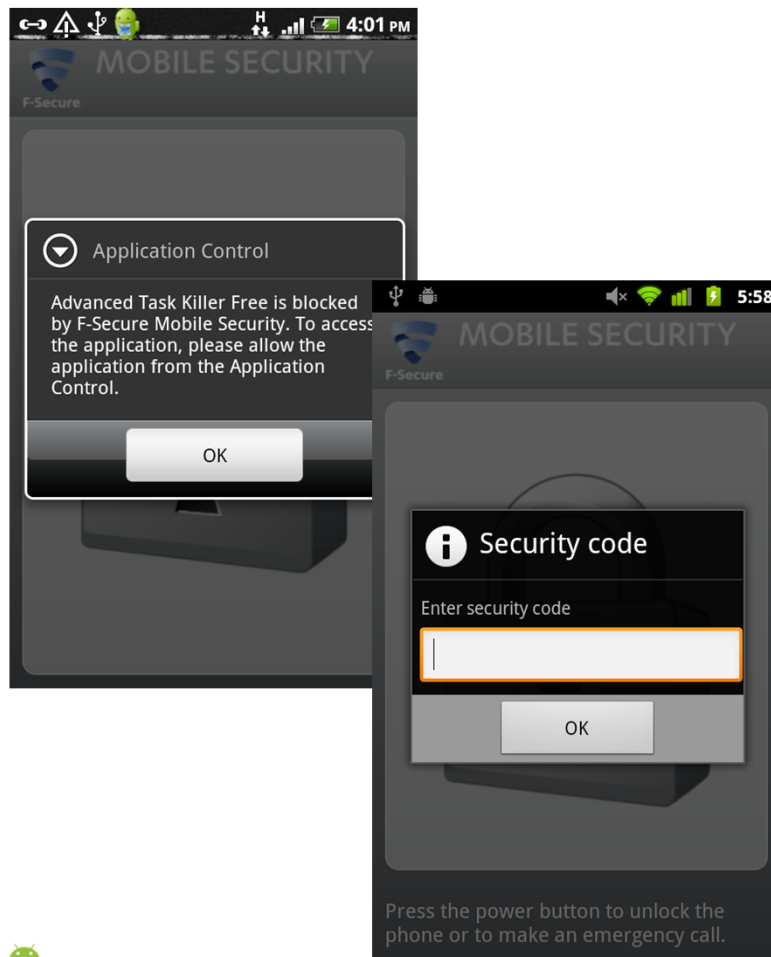 H
4:01 PM
MOBILE SECURITY
F-Secure
Application Control
Advanced Task Killer Free is blocked
by F-Secure Mobile Security. To access
the application, please allow the
application from the Application
Control.
OK
5:58
MOBILE SECURITY
F-Secure
Security code
Enter security code
OK
Press the power button to unlock the
phone or to make an emergency call.